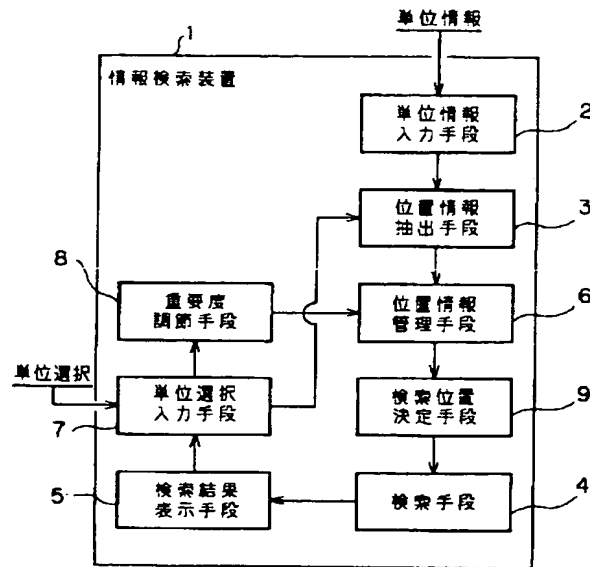 単位情報
1
情報検索装置
単位情報
入力手段
2
位置情報
抽出手段
3
8
重要度
調節手段
位置情報
管理手段
6
単位選択
単位選択
入力手段
7
検索位置
決定手段
9
検索結果
表示手段
5
検索手段
4